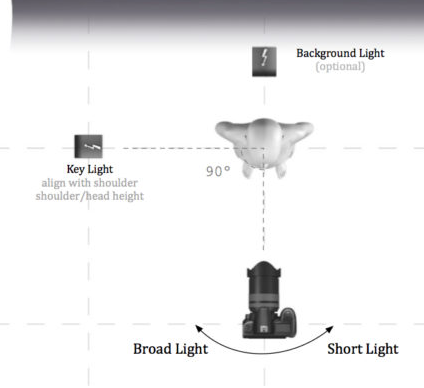 Background Light
(optional)
Key Light
align with shoulder
shoulder/head height
90°
Broad Light
Short Light